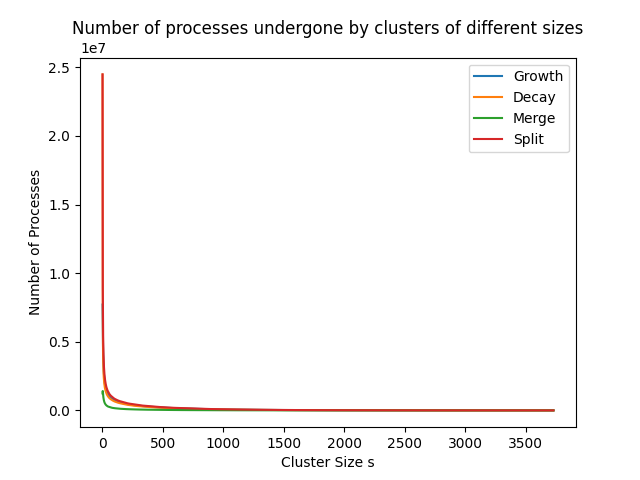 Number of processes undergone by clusters of different sizes
1e7
2.5
2.0
1.5
1.0
0.5
0.0
Number of Processes
Growth
Decay
Merge
Split
0 500 1000 1500 2000 2500 3000 3500
Cluster Size s